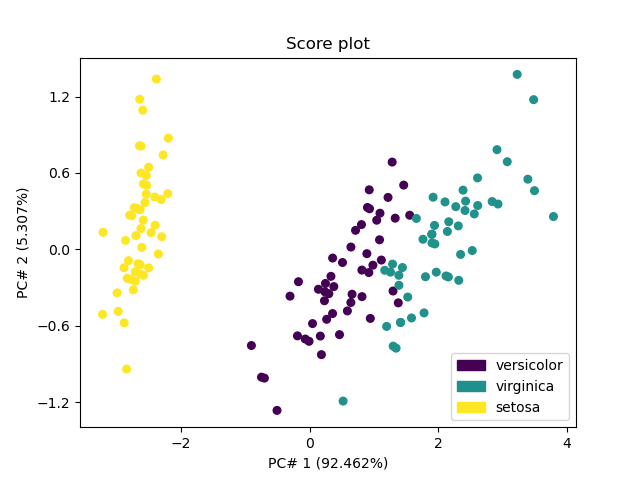 Score plot
PC# 2 (5.307%)
1.2
0.6
0.0
−0.6
−1.2
−2
0
2
4
PC# 1 (92.462%)
versicolor
virginica
setosa